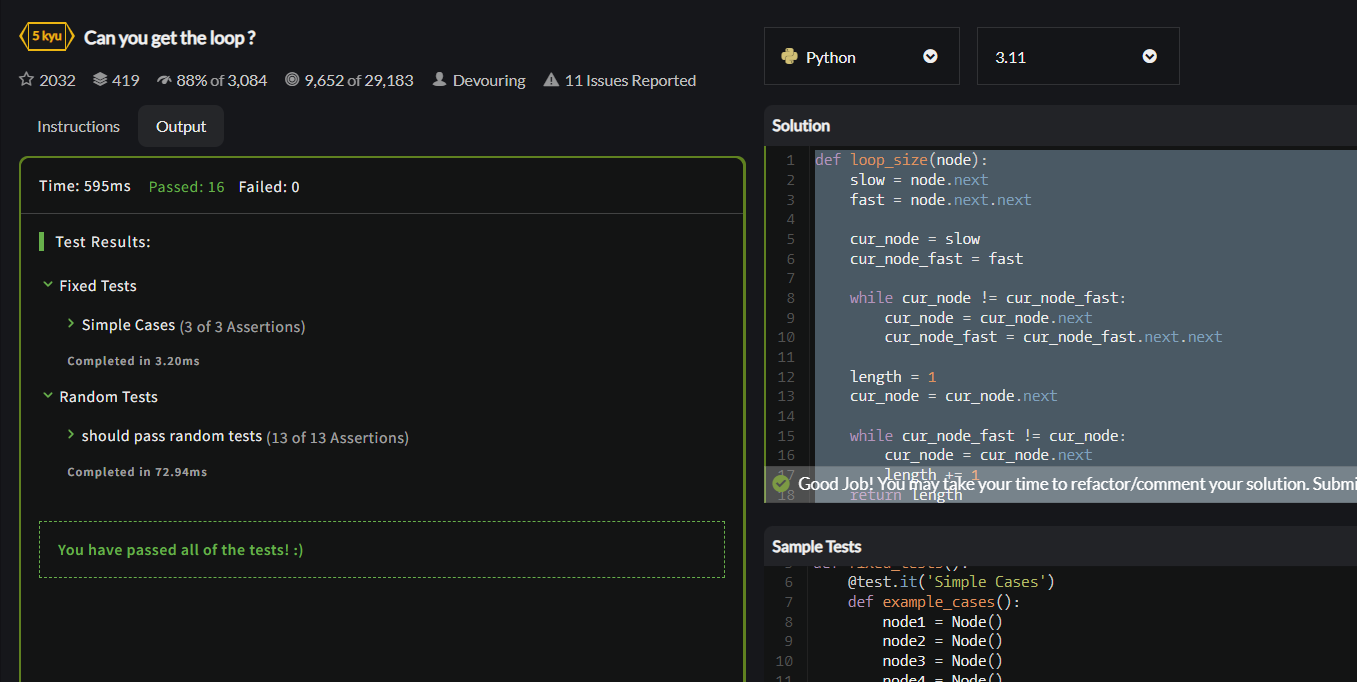 5 kyu Can you get the loop ?
2032 419 88% of 3,084 9,652 of 29,183 Devouring 11 Issues Reported
Instructions Output
Time: 595ms Passed: 16 Failed: 0
Test Results:
Fixed Tests
Simple Cases (3 of 3 Assertions)
Completed in 3.20ms
Random Tests
should pass random tests (13 of 13 Assertions)
Completed in 72.94ms
You have passed all of the tests! :)
Python 3.11
Solution
1 def loop_size(node):
2 slow = node.next
3 fast = node.next.next
4
5 cur_node = slow
6 cur_node_fast = fast
7
8 while cur_node != cur_node_fast:
9 cur_node = cur_node.next
10 cur_node_fast = cur_node_fast.next.next
11
12 length = 1
13 cur_node = cur_node.next
14
15 while cur_node_fast != cur_node:
16 cur_node = cur_node.next
17 length += 1
Good Job! You may take your time to refactor/comment your solution. Submi
18 return length
Sample Tests
5 def fixed_tests():
6 @test.it('Simple Cases')
7 def example_cases():
8 node1 = Node()
9 node2 = Node()
10 node3 = Node()
11 node4 = Node()